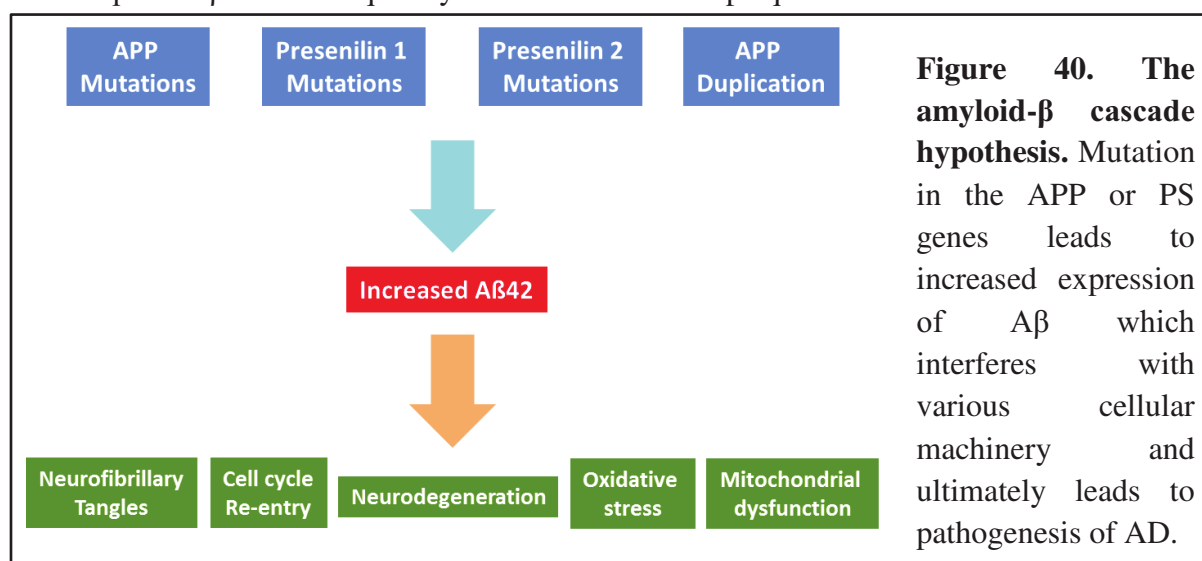 APP
Mutations
Presenilin 1
Mutations
Presenilin 2
Mutations
APP
Duplication
Increased Aß42
Neurofibrillary
Tangles
Cell cycle
Re-entry
Neurodegeneration
Oxidative
stress
Mitochondrial
dysfunction
Figure 40. The
amyloid-β cascade
hypothesis. Mutation
in the APP or PS
genes leads to
increased expression
of Aβ which
interferes with
various cellular
machinery and
ultimately leads to
pathogenesis of AD.